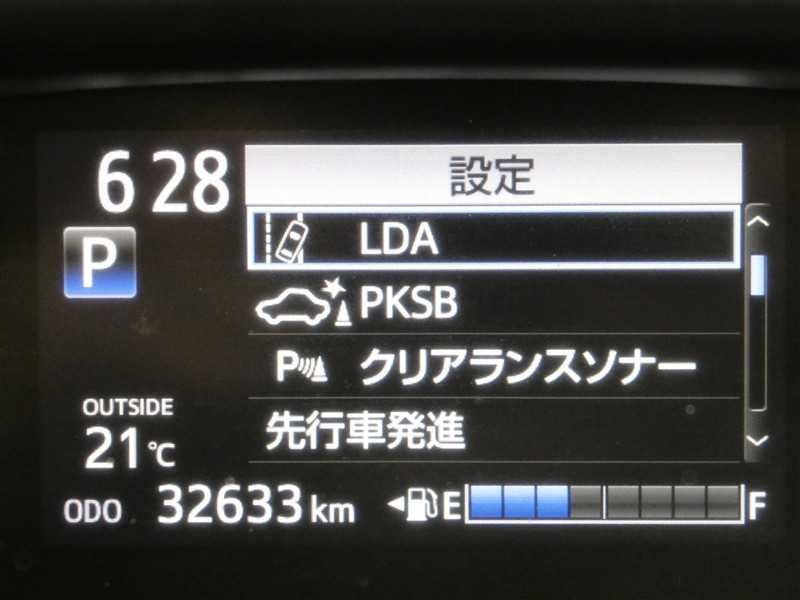 6 28
設定
P
LDA
PKSB
P クリアランスソナー
先行車発進
OUTSIDE
21℃
ODO 32633 km
E F